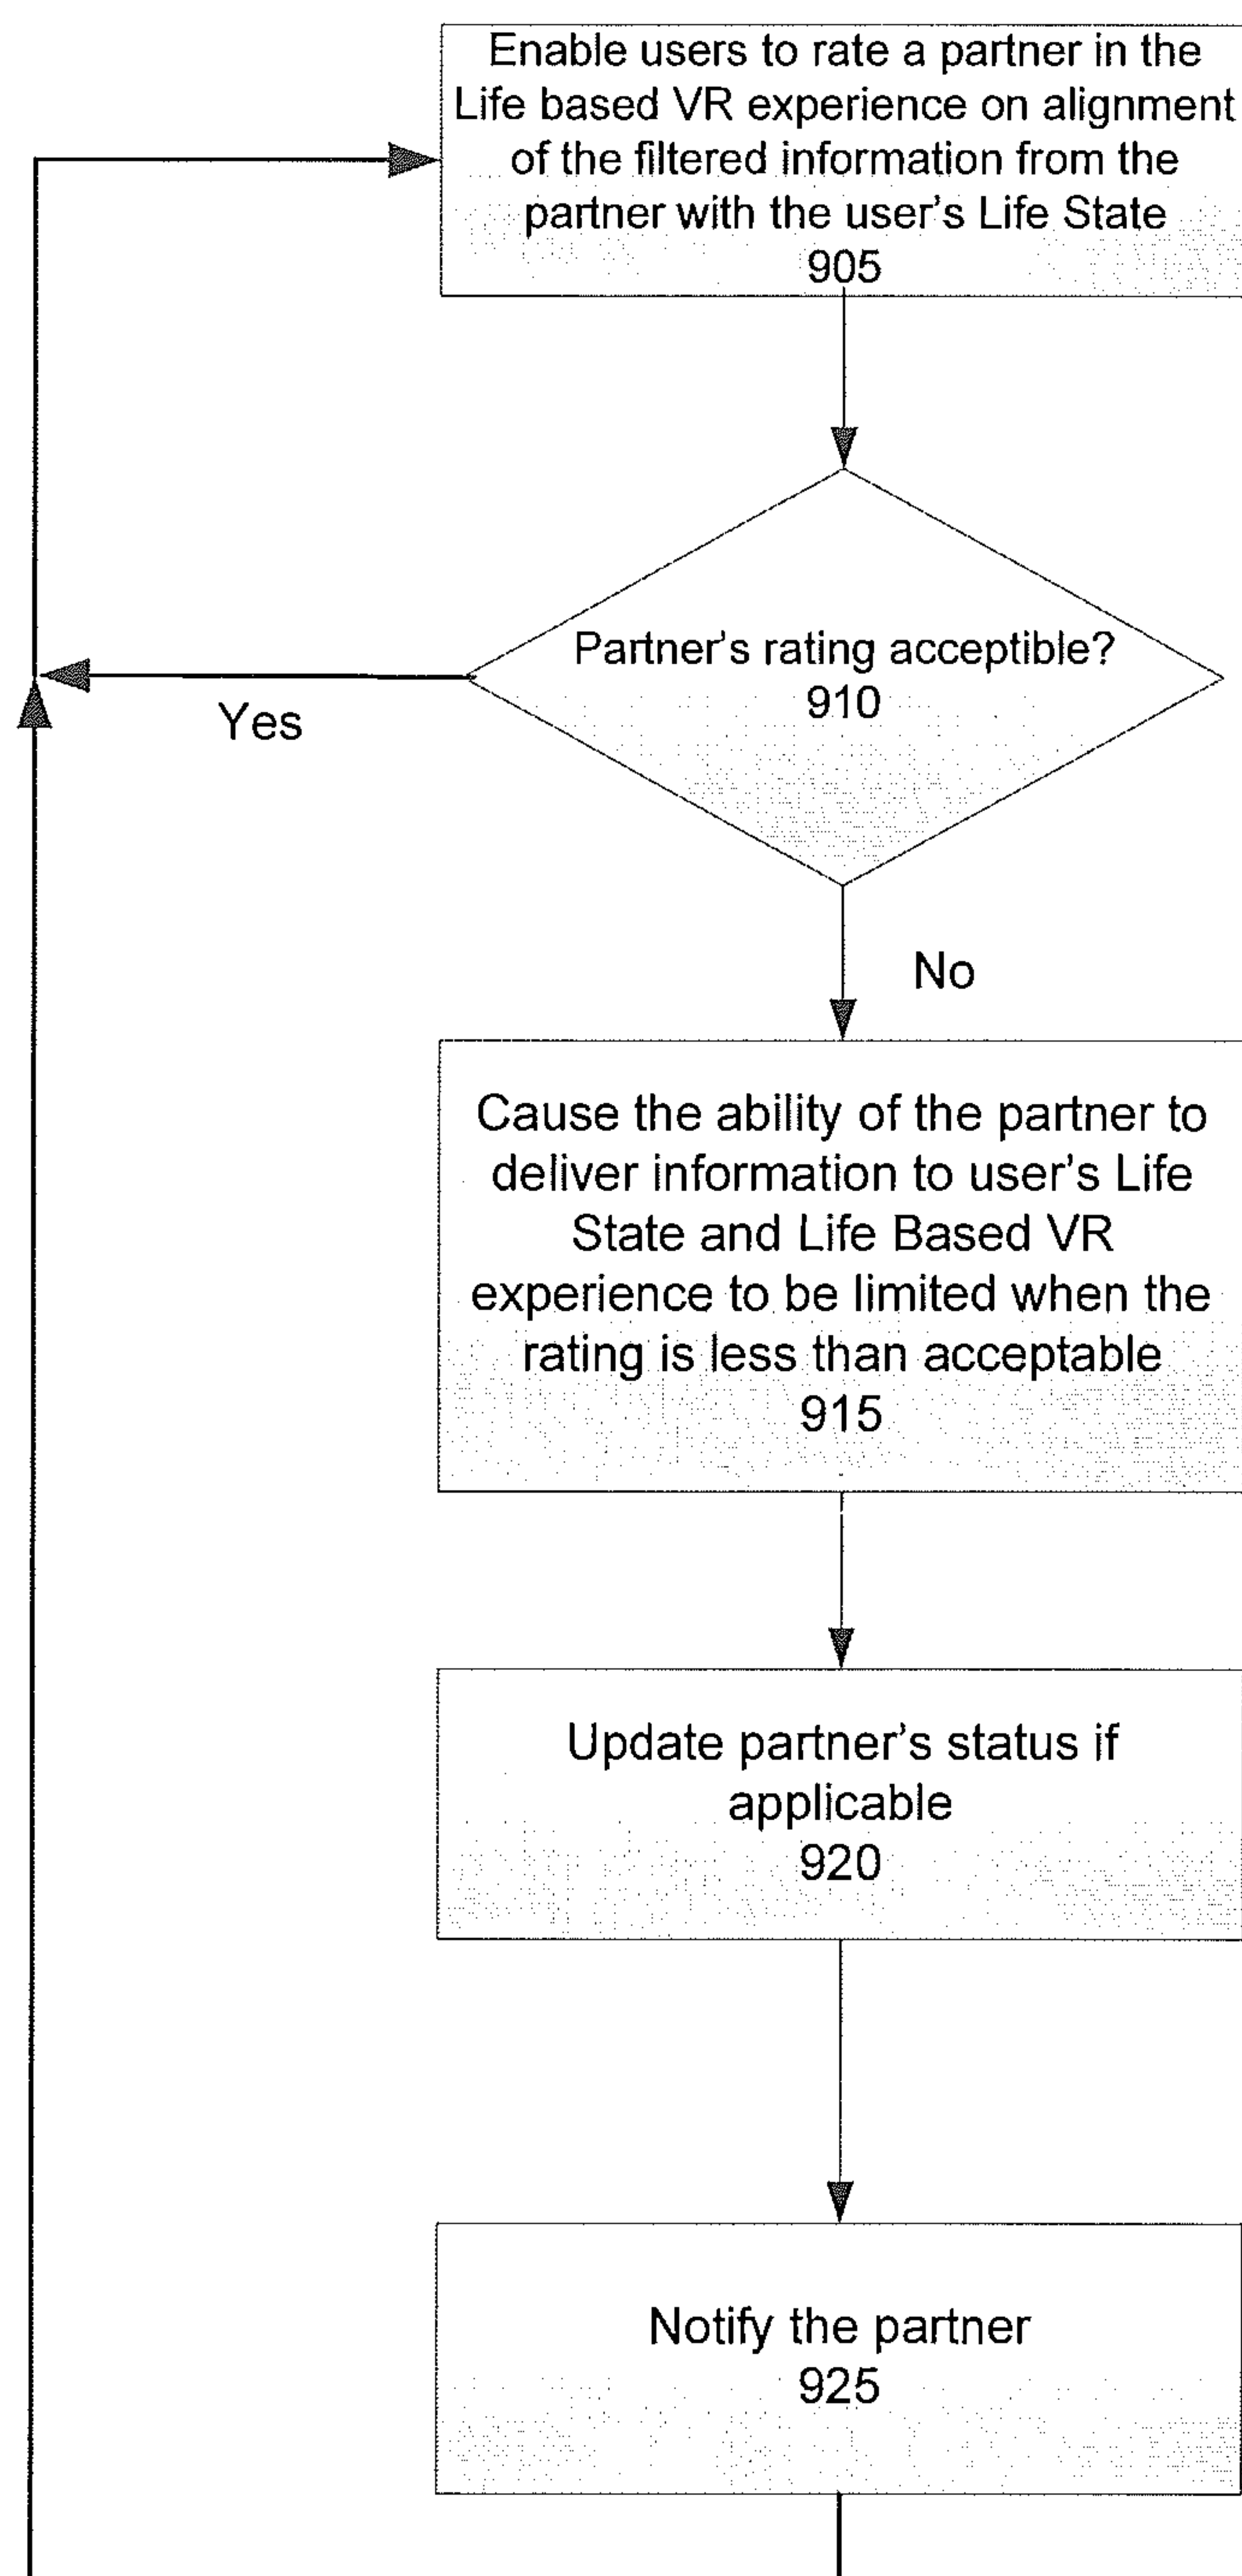 Enable users to rate a partner in the
Life based VR experience on alignment
of the filtered information from the
partner with the user's Life State
905
Partner's rating acceptible?
910
Yes
No
Cause the ability of the partner to
deliver information to user's Life
State and Life Based VR
experience to be limited when the
rating is less than acceptable
915
Update partner's status if
applicable
920
Notify the partner
925